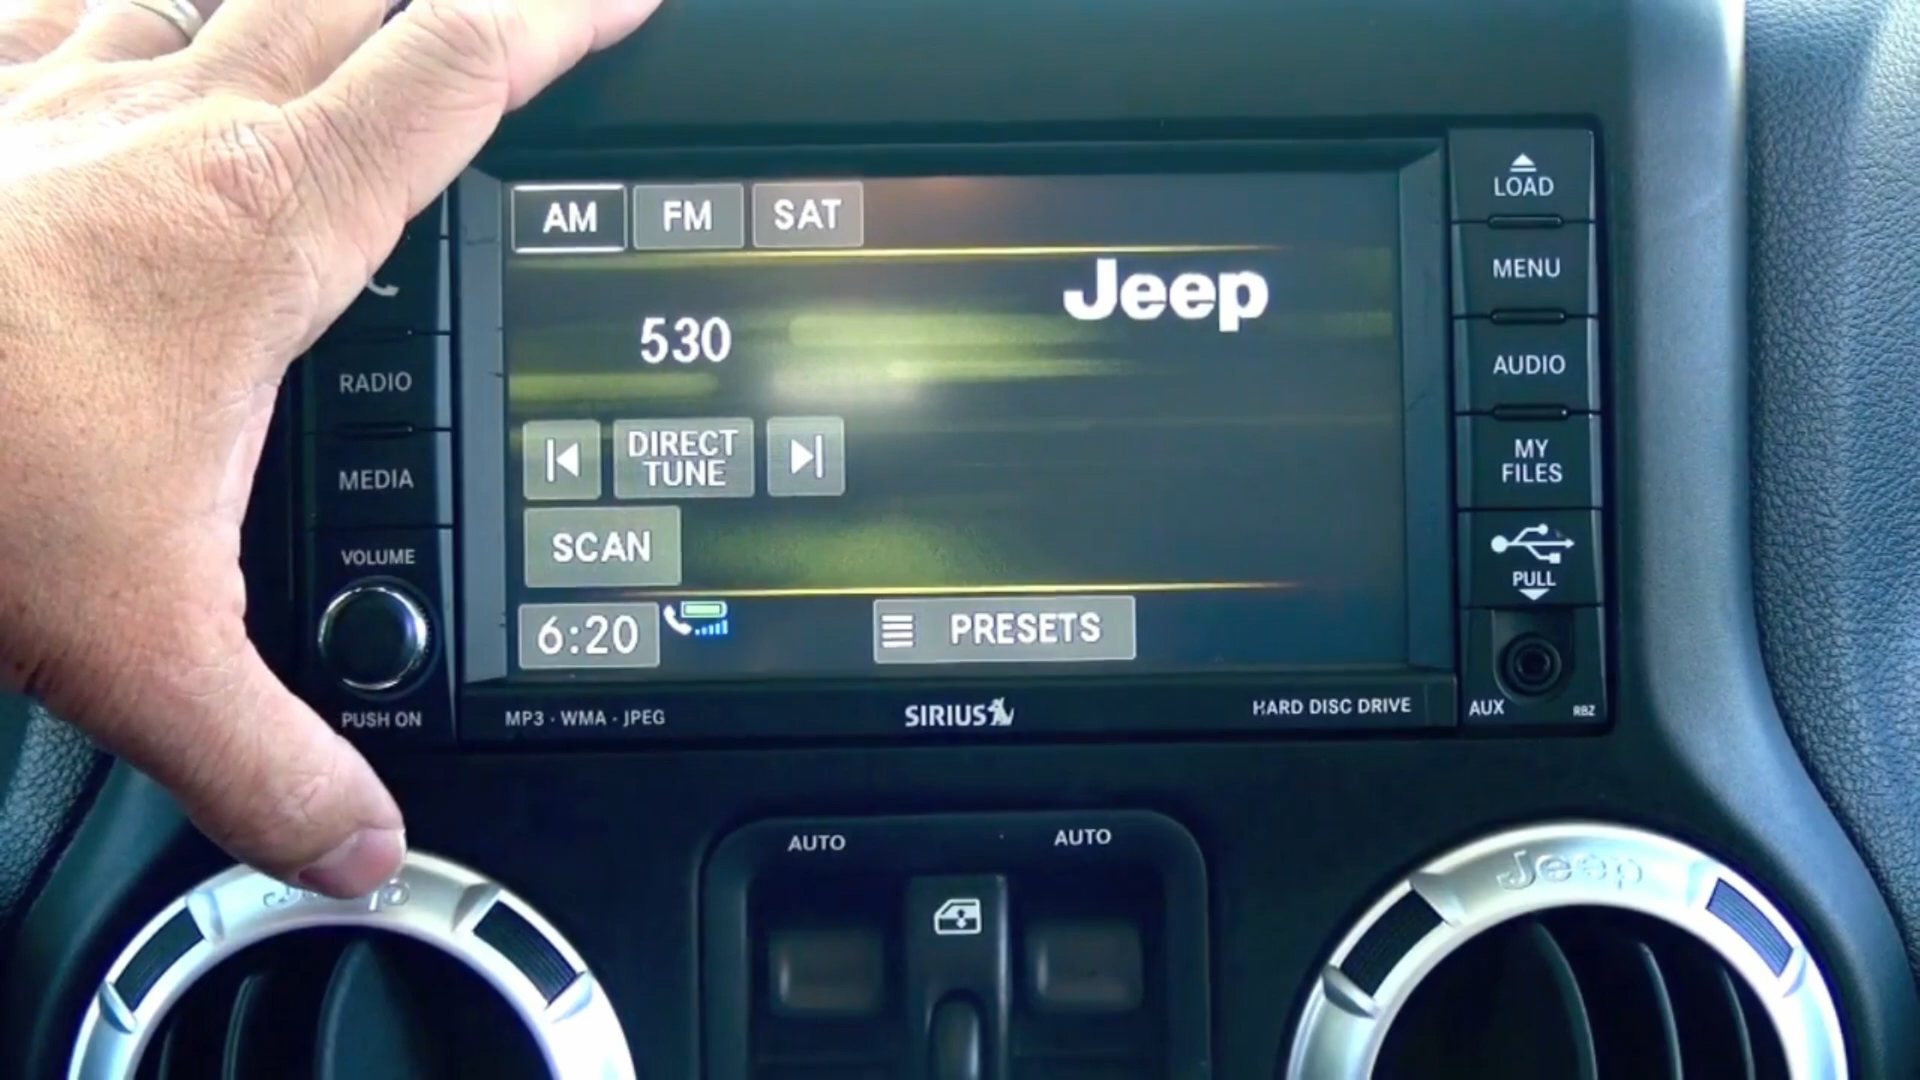 AM FM SAT
Jeep
530
DIRECT
TUNE
SCAN
6:20
PRESETS
RADIO
MEDIA
VOLUME
PUSH ON
LOAD
MENU
AUDIO
MY
FILES
PULL
AUX
RBZ
MP3 · WMA · JPEG
SIRIUS
HARD DISC DRIVE
AUTO AUTO
Jeep
Jeep